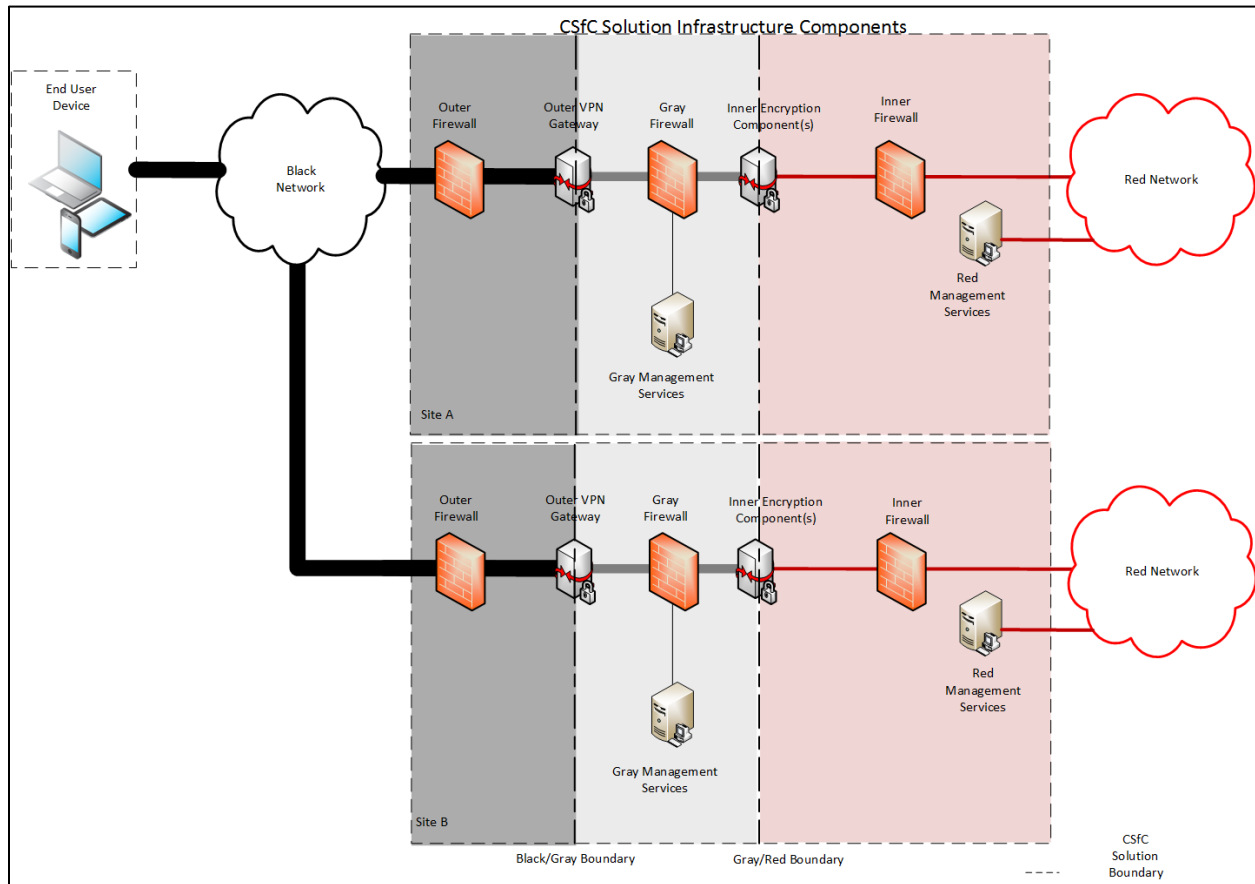 CSfC Solution Infrastructure Components
End User
Device
Black
Network
Outer
Firewall
Outer VPN
Gateway
Gray
Firewall
Inner Encryption
Component(s)
Inner
Firewall
Red Network
Red
Management
Services
Gray Management
Services
Site A
Outer
Firewall
Outer VPN
Gateway
Gray
Firewall
Inner Encryption
Component(s)
Inner
Firewall
Red Network
Red
Management
Services
Gray Management
Services
Site B
Black/Gray Boundary
Gray/Red Boundary
CSfC
Solution
Boundary